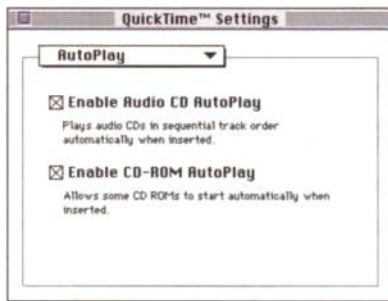 QuickTime™ Settings
AutoPlay
Enable Audio CD AutoPlay
Plays audio CDs in sequential track order
automatically when inserted.
Enable CD-ROM AutoPlay
Allows some CD ROMs to start automatically when
inserted.